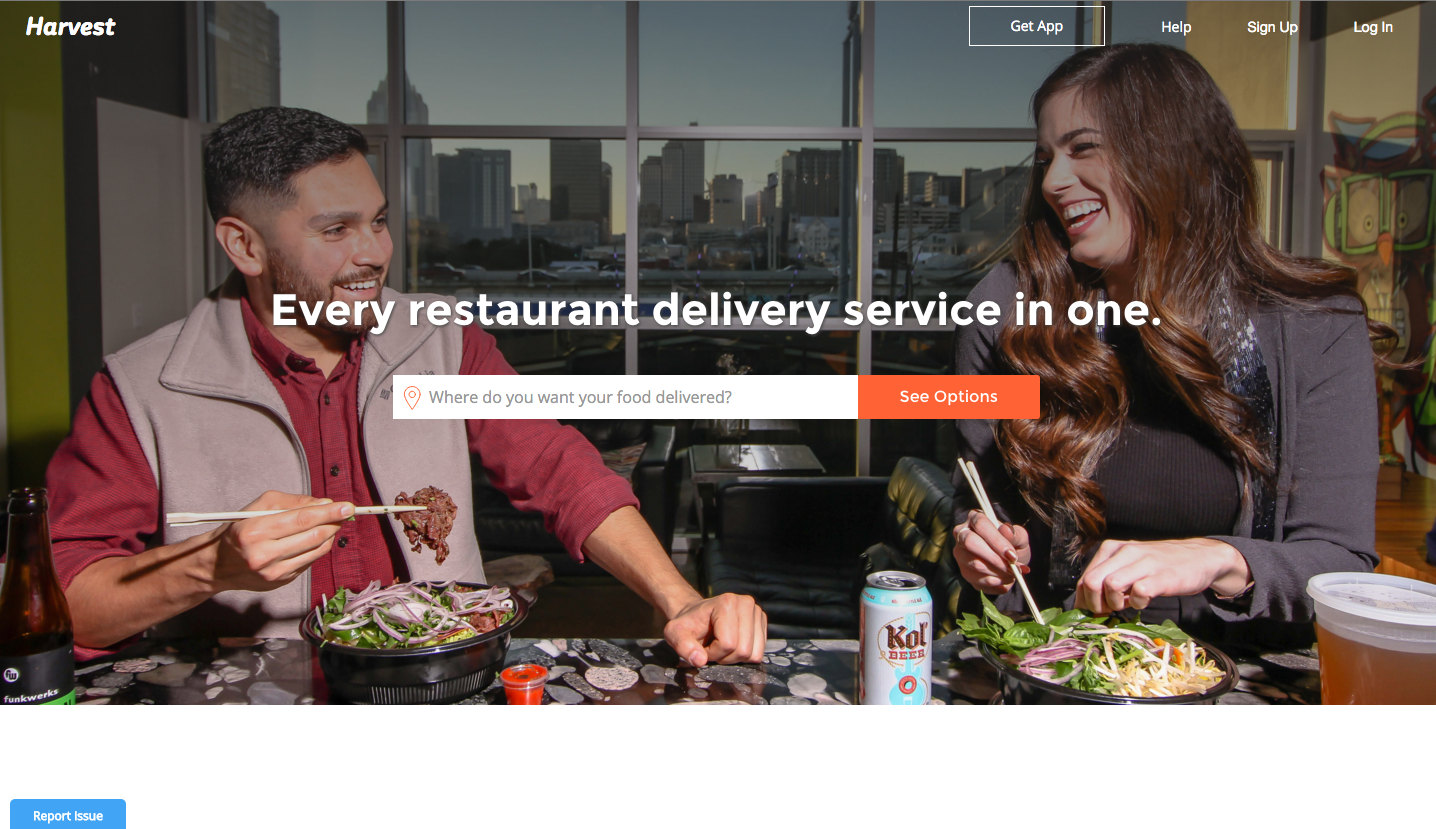 Harvest
Get App
Help
Sign Up
Log In
Every restaurant delivery service in one.
Where do you want your food delivered?
See Options
Kol'
BEER
fw
funkwerks
Report Issue